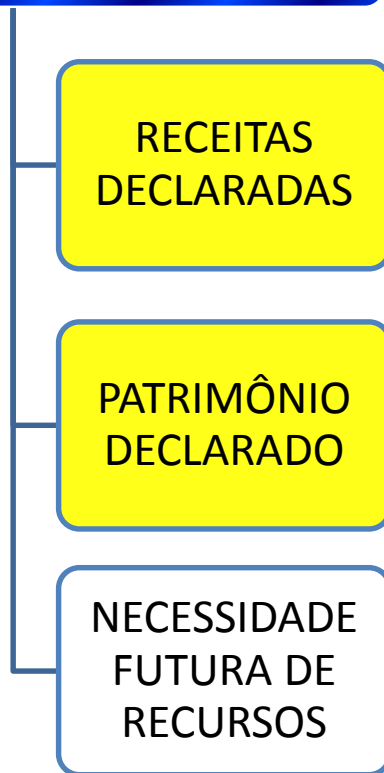 RECEITAS
DECLARADAS
PATRIMÔNIO
DECLARADO
NECESSIDADE
FUTURA DE
RECURSOS